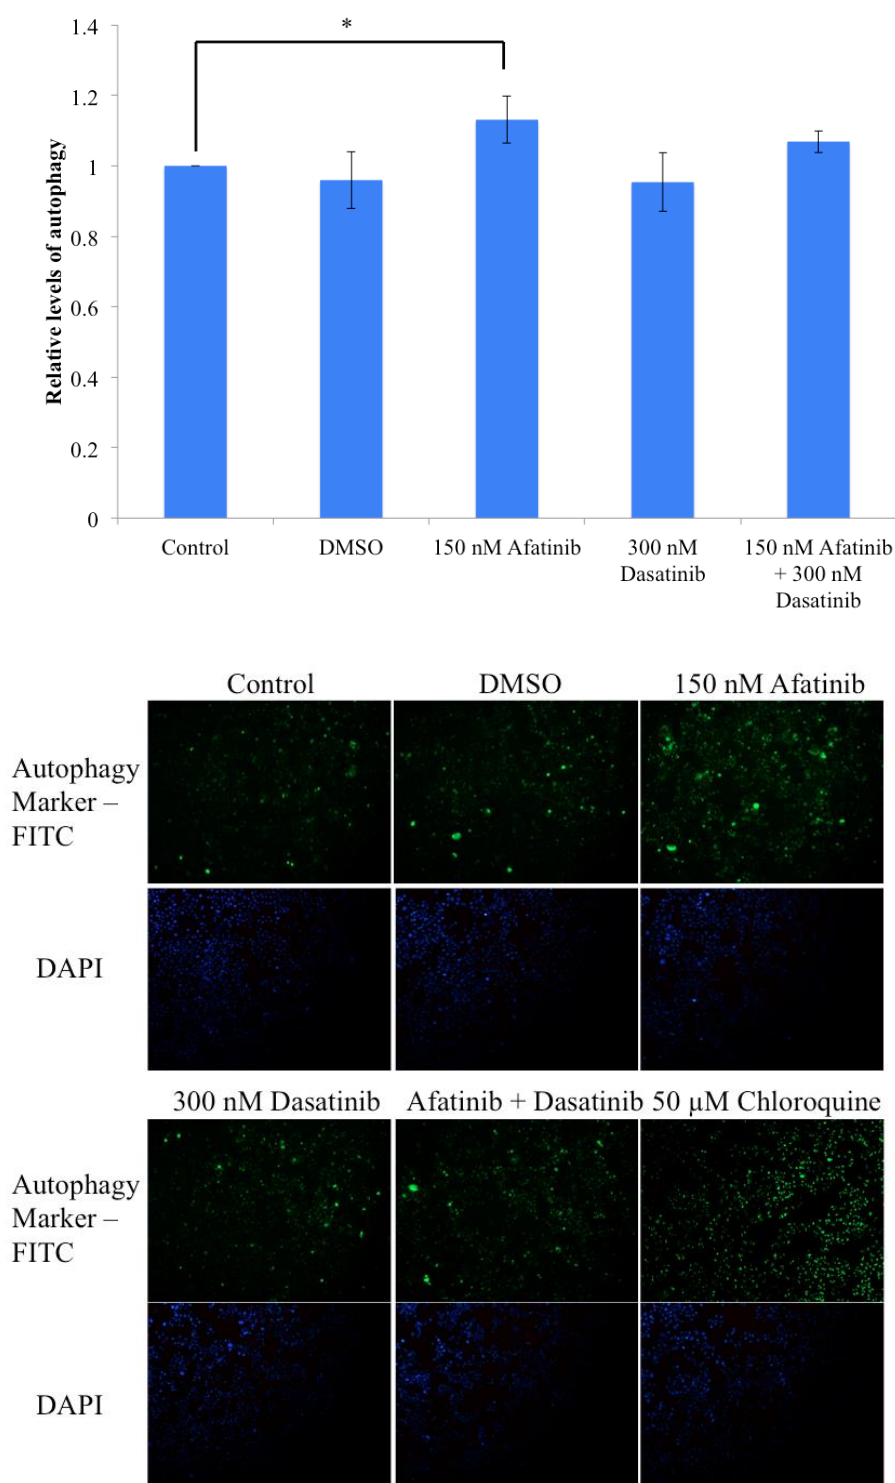 *
1.4
1.2
1
0.8
0.6
0.4
0.2
0
Relative levels of autophagy
Control
DMSO
150 nM Afatinib
300 nM
Dasatinib
150 nM Afatinib
+ 300 nM
Dasatinib
Control
DMSO
150 nM Afatinib
Autophagy
Marker –
FITC
DAPI
300 nM Dasatinib
Afatinib + Dasatinib
50 µM Chloroquine
Autophagy
Marker –
FITC
DAPI